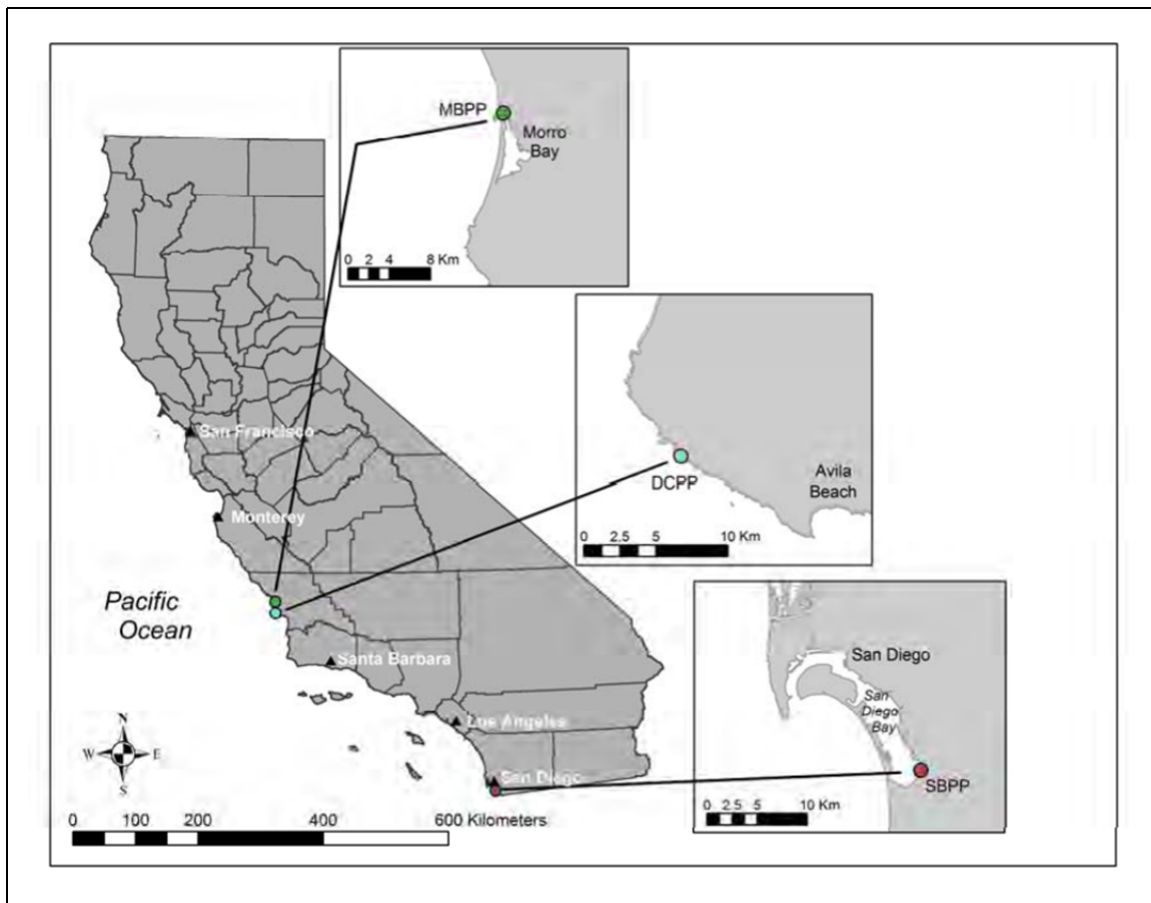 MBPP
Morro
Bay
0 2 4 8 Km
DCPP
Avila
Beach
0 2.5 5 10 Km
San Diego
San
Diego
Bay
SBPP
0 2.5 5 10 Km
San Francisco
Monterey
Pacific
Ocean
Santa Barbara
Los Angeles
San Diego
N
W E
S
0 200 400 600 Kilometers